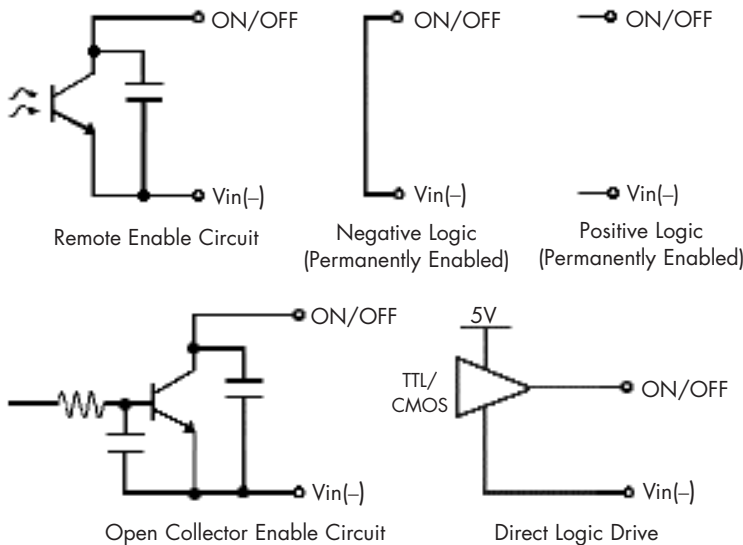 ON/OFF
ON/OFF
ON/OFF
Vin(–)
Vin(–)
Vin(–)
Remote Enable Circuit
Negative Logic
(Permanently Enabled)
Positive Logic
(Permanently Enabled)
ON/OFF
Vin(–)
Open Collector Enable Circuit
5V
TTL/
CMOS
ON/OFF
Vin(–)
Direct Logic Drive